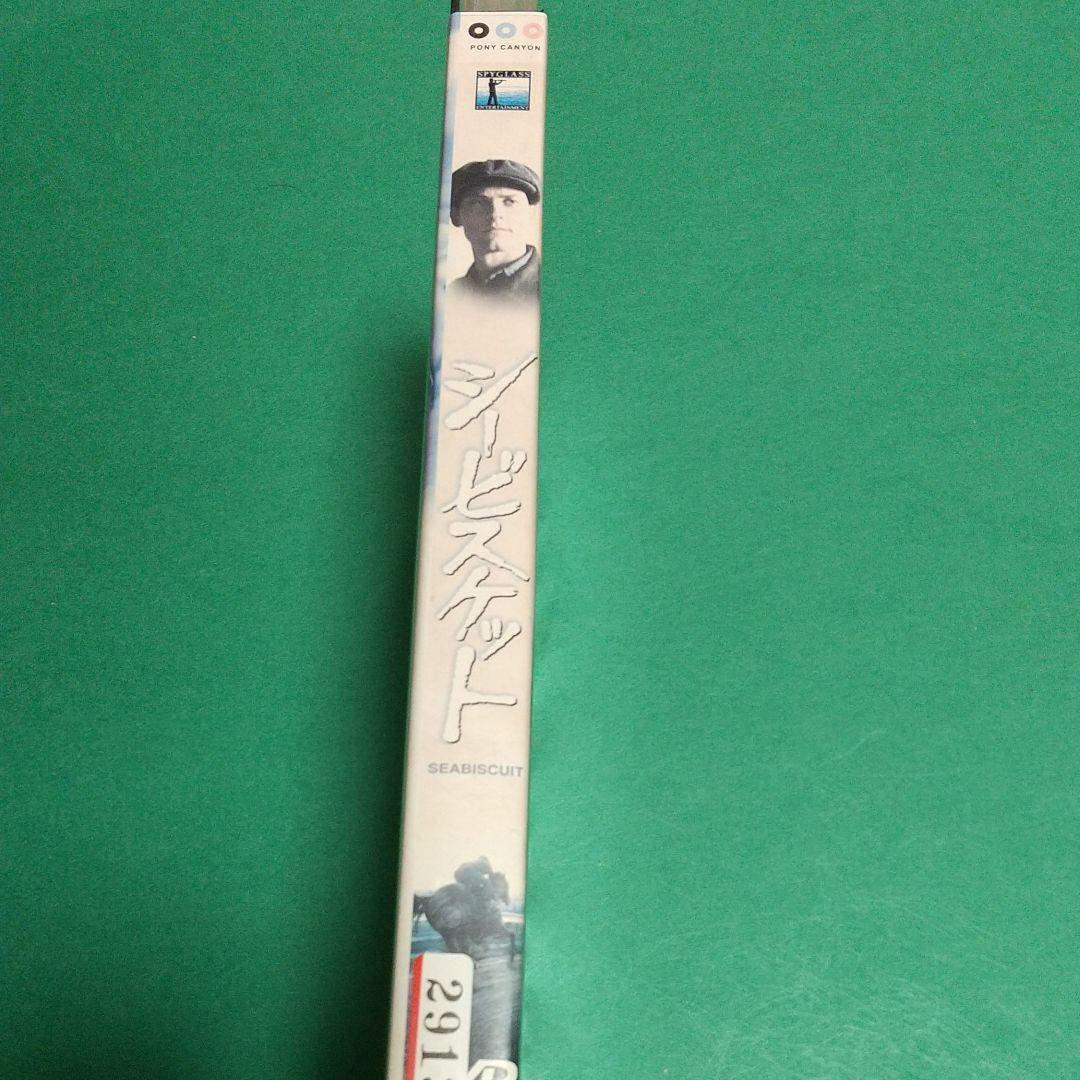 PONY CANYON
SPYGLASS
ENTERTAINMENT
シービスケット
SEABISCUIT
291